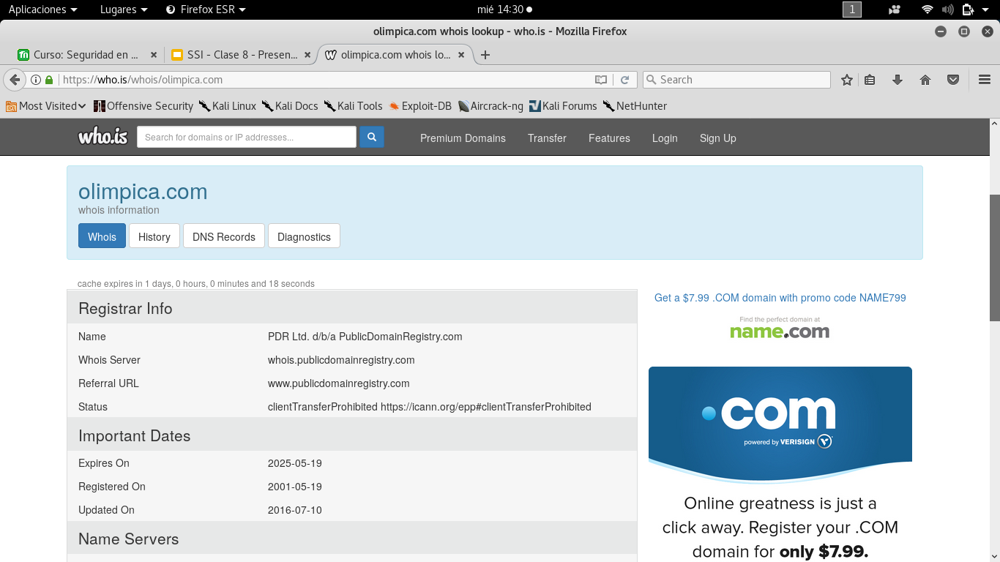 Aplicaciones Lugares Firefox ESR mié 14:30 1
olimpica.com whois lookup - who.is - Mozilla Firefox
Curso: Seguridad en ... SSI - Clase 8 - Presen... olimpica.com whois lo...
https://who.is/whois/olimpica.com Search
Most Visited Offensive Security Kali Linux Kali Docs Kali Tools Exploit-DB Aircrack-ng Kali Forums NetHunter
who.is Search for domains or IP addresses... Premium Domains Transfer Features Login Sign Up
olimpica.com
whois information
Whois History DNS Records Diagnostics
cache expires in 1 days, 0 hours, 0 minutes and 18 seconds
Registrar Info
Name PDR Ltd. d/b/a PublicDomainRegistry.com
Whois Server whois.publicdomainregistry.com
Referral URL www.publicdomainregistry.com
Status clientTransferProhibited https://icann.org/epp#clientTransferProhibited
Important Dates
Expires On 2025-05-19
Registered On 2001-05-19
Updated On 2016-07-10
Name Servers
Get a $7.99 .COM domain with promo code NAME799
Find the perfect domain at
name.com
.com
powered by VERISIGN
Online greatness is just a
click away. Register your .COM
domain for only $7.99.